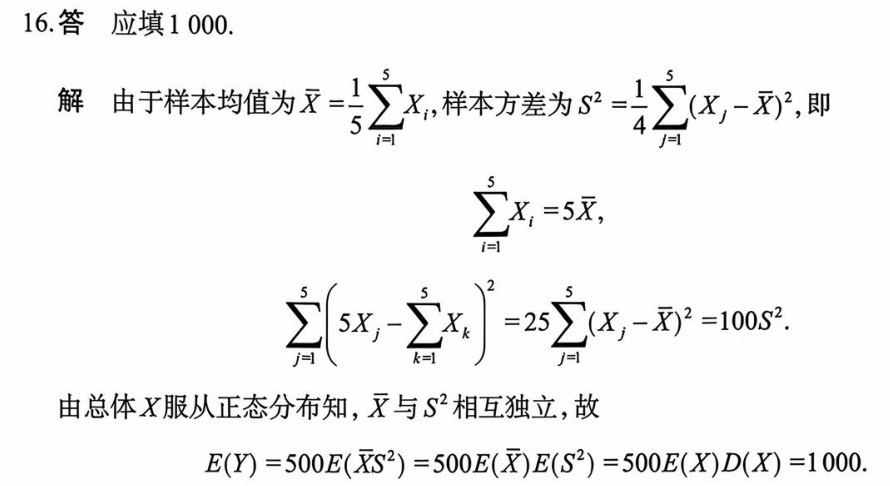 16.答 应填1 000.
解 由于样本均值为 $\bar{X}=\frac{1}{5}\sum_{i=1}^{5}X_i$, 样本方差为 $S^2=\frac{1}{4}\sum_{j=1}^{5}(X_j-\bar{X})^2$, 即
$\sum_{i=1}^{5}X_i=5\bar{X},$
$\sum_{j=1}^{5}\left(5X_j-\sum_{k=1}^{5}X_k\right)^2=25\sum_{j=1}^{5}(X_j-\bar{X})^2=100S^2.$
由总体X服从正态分布知, $\bar{X}$与$S^2$相互独立, 故
$E(Y)=500E(\bar{X}S^2)=500E(\bar{X})E(S^2)=500E(X)D(X)=1 000.$